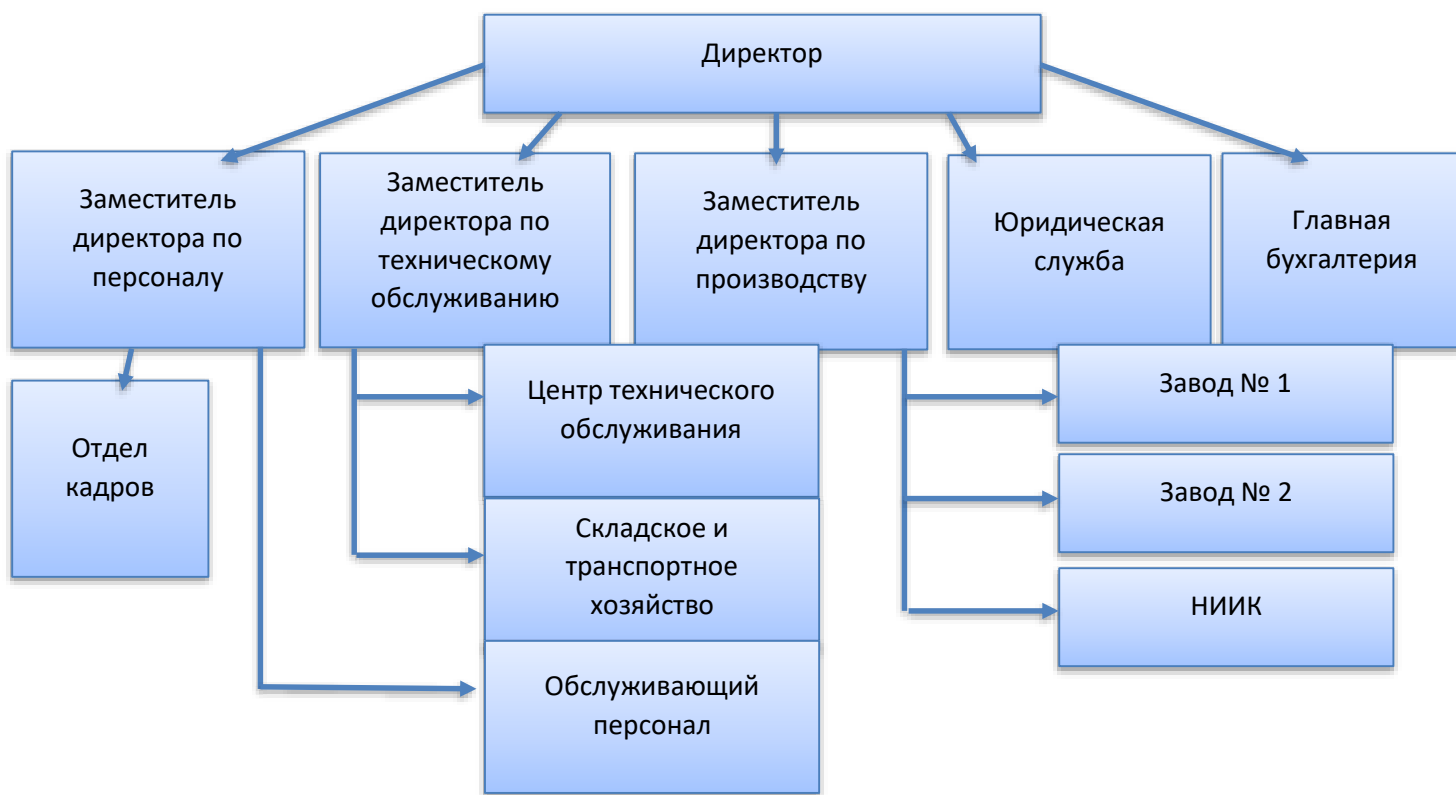 Директор
Заместитель
директора по
персоналу
Заместитель
директора по
техническому
обслуживанию
Заместитель
директора по
производству
Юридическая
служба
Главная
бухгалтерия
Отдел
кадров
Центр технического
обслуживания
Складское и
транспортное
хозяйство
Обслуживающий
персонал
Завод № 1
Завод № 2
НИИК